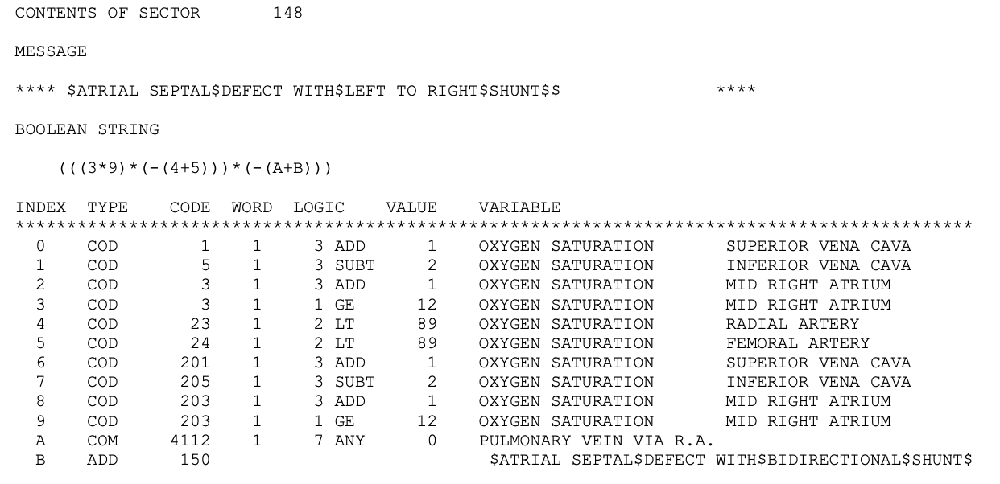 CONTENTS OF SECTOR 148
MESSAGE
**** $ATRIAL SEPTAL$DEFECT WITH$LEFT TO RIGHT$SHUNT$$ ****
BOOLEAN STRING
(((3*9)*(-(4+5)))*(-(A+B)))
INDEX TYPE CODE WORD LOGIC VALUE VARIABLE
*********************************************************************************************
0 COD 1 1 3 ADD 1 OXYGEN SATURATION SUPERIOR VENA CAVA
1 COD 5 1 3 SUBT 2 OXYGEN SATURATION INFERIOR VENA CAVA
2 COD 3 1 3 ADD 1 OXYGEN SATURATION MID RIGHT ATRIUM
3 COD 3 1 1 GE 12 OXYGEN SATURATION MID RIGHT ATRIUM
4 COD 23 1 2 LT 89 OXYGEN SATURATION RADIAL ARTERY
5 COD 24 1 2 LT 89 OXYGEN SATURATION FEMORAL ARTERY
6 COD 201 1 3 ADD 1 OXYGEN SATURATION SUPERIOR VENA CAVA
7 COD 205 1 3 SUBT 2 OXYGEN SATURATION INFERIOR VENA CAVA
8 COD 203 1 3 ADD 1 OXYGEN SATURATION MID RIGHT ATRIUM
9 COD 203 1 1 GE 12 OXYGEN SATURATION MID RIGHT ATRIUM
A COM 4112 1 7 ANY 0 PULMONARY VEIN VIA R.A.
B ADD 150 $ATRIAL SEPTAL$DEFECT WITH$BIDIRECTIONAL$SHUNT$